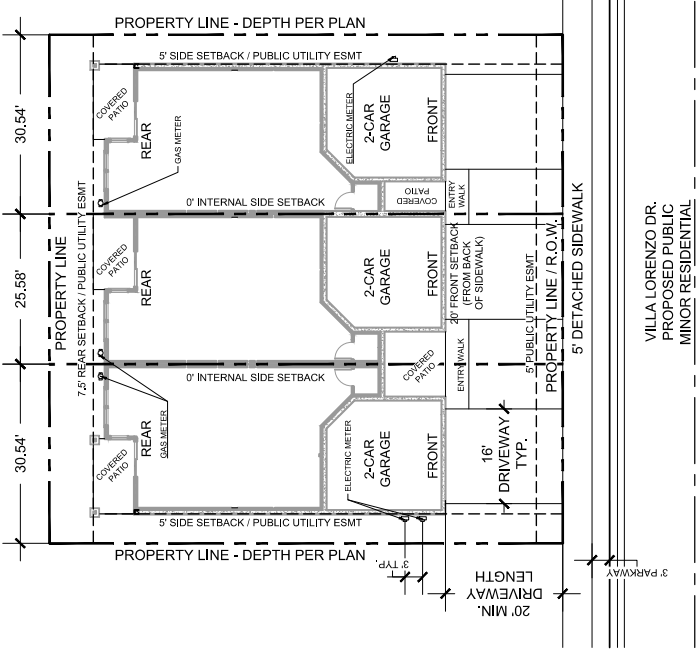 PROPERTY LINE - DEPTH PER PLAN
5' SIDE SETBACK / PUBLIC UTILITY ESMT
30.54'
COVERED
PATIO
REAR
GAS METER
ELECTRIC METER
2-CAR
GARAGE
FRONT
0' INTERNAL SIDE SETBACK
COVERED
PATIO
ENTRY
WALK
PROPERTY LINE
7.5' REAR SETBACK / PUBLIC UTILITY ESMT
25.58'
COVERED
PATIO
REAR
2-CAR
GARAGE
FRONT
20' FRONT SETBACK
(FROM BACK
OF SIDEWALK)
5' PUBLIC UTILITY ESMT
PROPERTY LINE / R.O.W.
5' DETACHED SIDEWALK
VILLA LORENZO DR.
PROPOSED PUBLIC
MINOR RESIDENTIAL
0' INTERNAL SIDE SETBACK
COVERED
PATIO
ENTRY WALK
30.54'
COVERED
PATIO
REAR
GAS METER
ELECTRIC METER
2-CAR
GARAGE
FRONT
16'
DRIVEWAY
TYP.
5' SIDE SETBACK / PUBLIC UTILITY ESMT
PROPERTY LINE - DEPTH PER PLAN
3' TYP.
20' MIN.
DRIVEWAY
LENGTH
3' PARKWAY